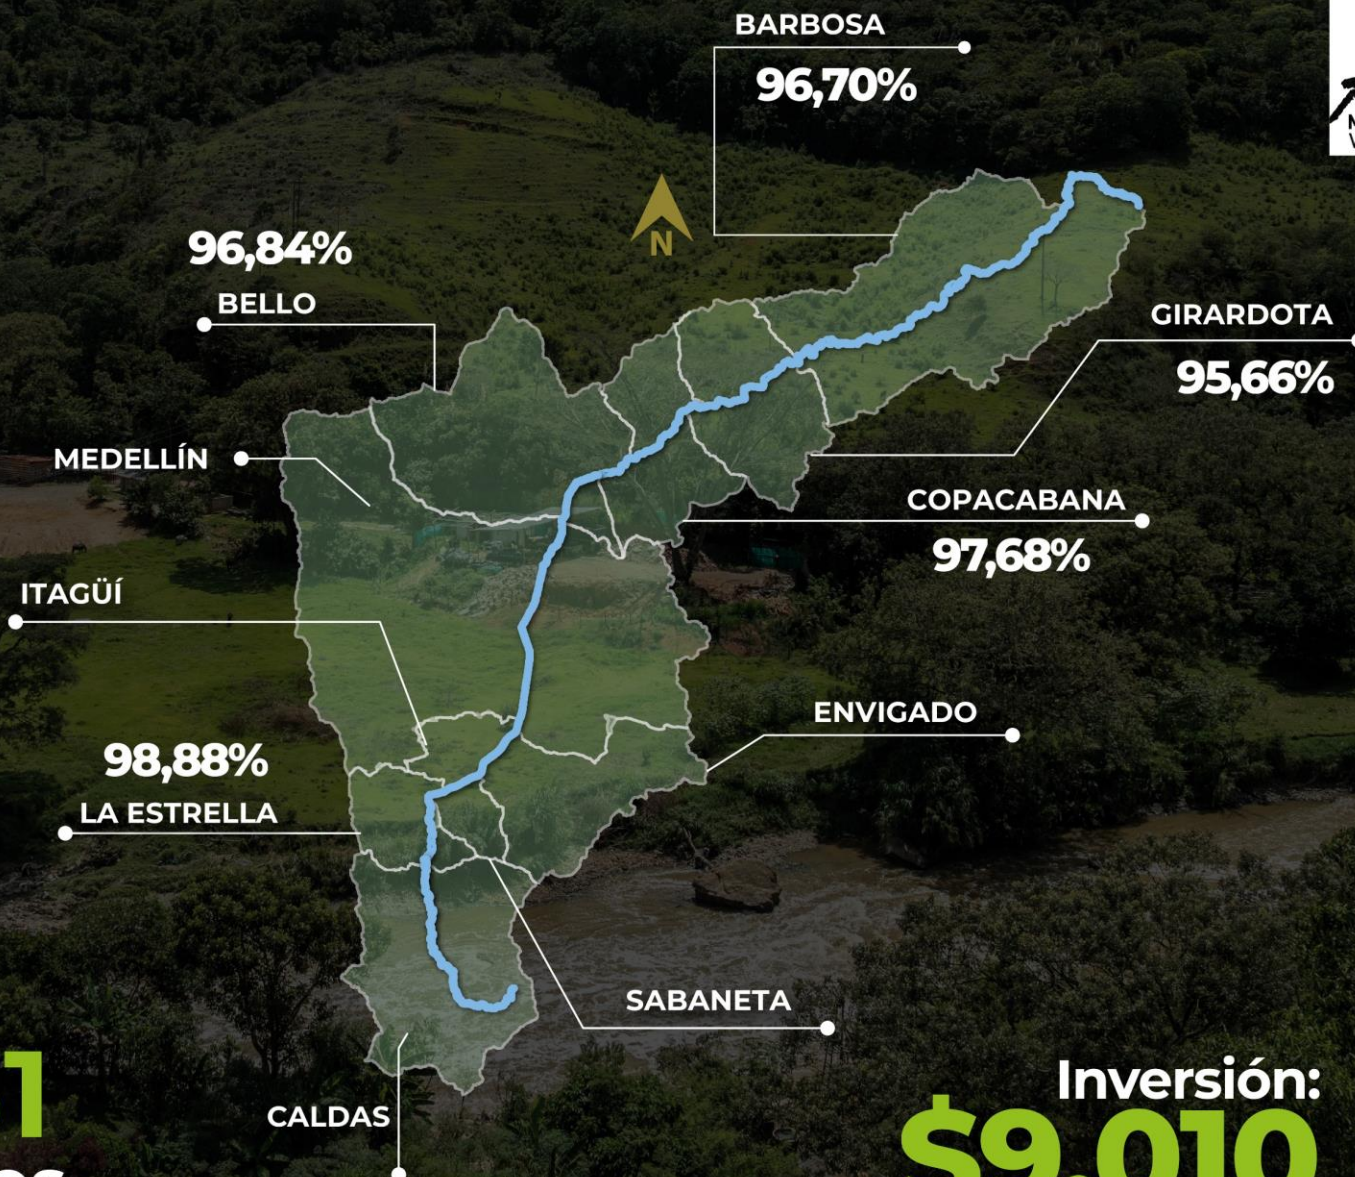 BARBOSA
96,70%
N
96,84%
BELLO
GIRARDOTA
95,66%
MEDELLÍN
COPACABANA
97,68%
ITAGÜÍ
ENVIGADO
98,88%
LA ESTRELLA
SABANETA
1
Inversión:
$9.010
CALDAS